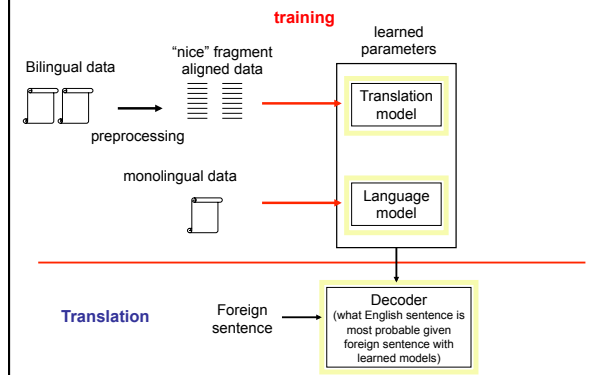 training
learned
parameters
Bilingual data
“nice” fragment
aligned data
preprocessing
Translation
model
monolingual data
Language
model
Translation
Foreign
sentence
Decoder
(what English sentence is
most probable given
foreign sentence with
learned models)